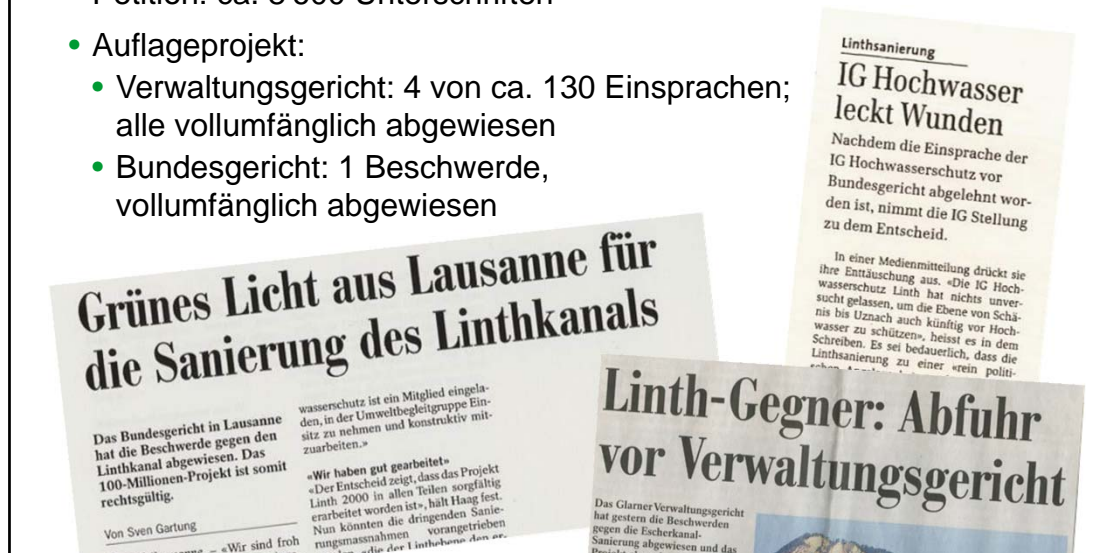 • Auflageprojekt:
• Verwaltungsgericht: 4 von ca. 130 Einsprachen;
alle vollumfänglich abgewiesen
• Bundesgericht: 1 Beschwerde,
vollumfänglich abgewiesen
Linthsanierung
IG Hochwasser
leckt Wunden
Nachdem die Einsprache der
IG Hochwasserschutz vor
Bundesgericht abgelehnt wor-
den ist, nimmt die IG Stellung
zu dem Entscheid.
In einer Medienmitteilung drückt sie
ihre Enttäuschung aus. «Die IG Hoch-
wasserschutz Linth hat nichts unver-
sucht gelassen, um die Ebene von Schä-
nis bis Uznach auch künftig vor Hoch-
wasser zu schützen», heisst es in dem
Schreiben. Es sei bedauerlich, dass die
Linthsanierung zu einer «rein politi-
Grünes Licht aus Lausanne für
die Sanierung des Linthkanals
Das Bundesgericht in Lausanne
hat die Beschwerde gegen den
Linthkanal abgewiesen. Das
100-Millionen-Projekt ist somit
rechtsgültig.
Von Sven Gartung
– «Wir sind froh
wasserschutz ist ein Mitglied eingela-
den, in der Umweltbegleitgruppe Ein-
sitz zu nehmen und konstruktiv mit-
zuarbeiten.»
«Wir haben gut gearbeitet»
«Der Entscheid zeigt, dass das Projekt
Linth 2000 in allen Teilen sorgfältig
erarbeitet worden ist», hält Haag fest.
Nun könnten die dringenden Sanie-
rungsmassnahmen vorangetrieben
«die der Linthebene den
Linth-Gegner: Abfuhr
vor Verwaltungsgericht
Das Glarner Verwaltungsgericht
hat gestern die Beschwerden
gegen die Escherkanal-
Sanierung abgewiesen und das